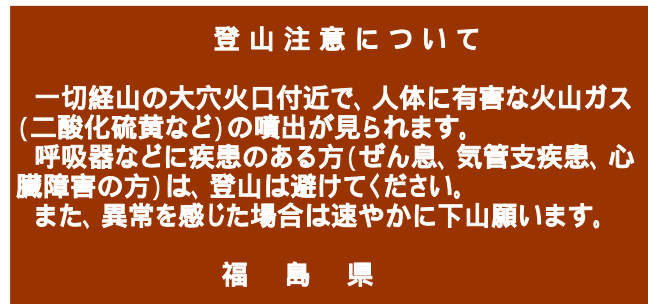 登山注意について
一切経山の大穴火口付近で、人体に有害な火山ガス
(二酸化硫黄など)の噴出が見られます。
呼吸器などに疾患のある方(ぜん息、気管支疾患、心
臓障害の方)は、登山は避けてください。
また、異常を感じた場合は速やかに下山願います。
福島県